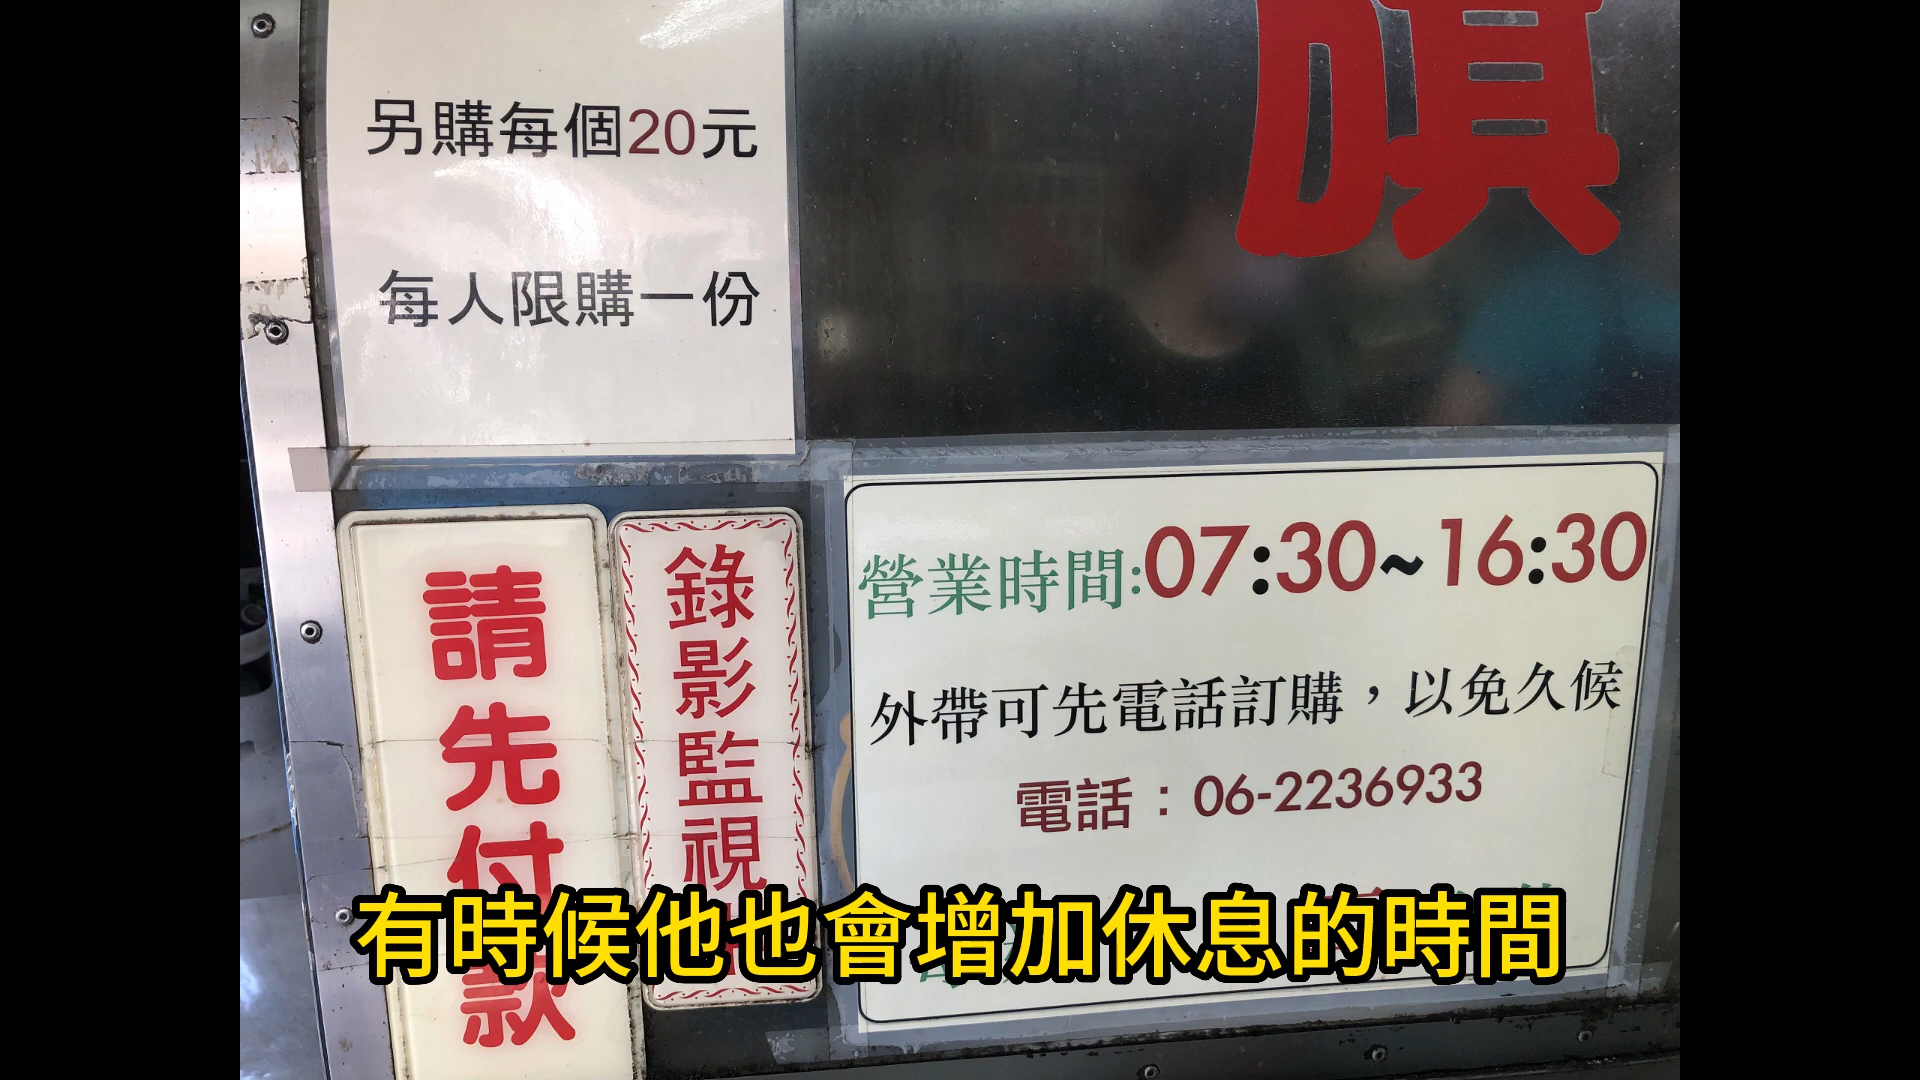 另購每個20元
每人限購一份
營業時間:07:30~16:30
外帶可先電話訂購，以免久候
電話：06-2236933
請先付款
錄影監視
有時候他也會增加休息的時間